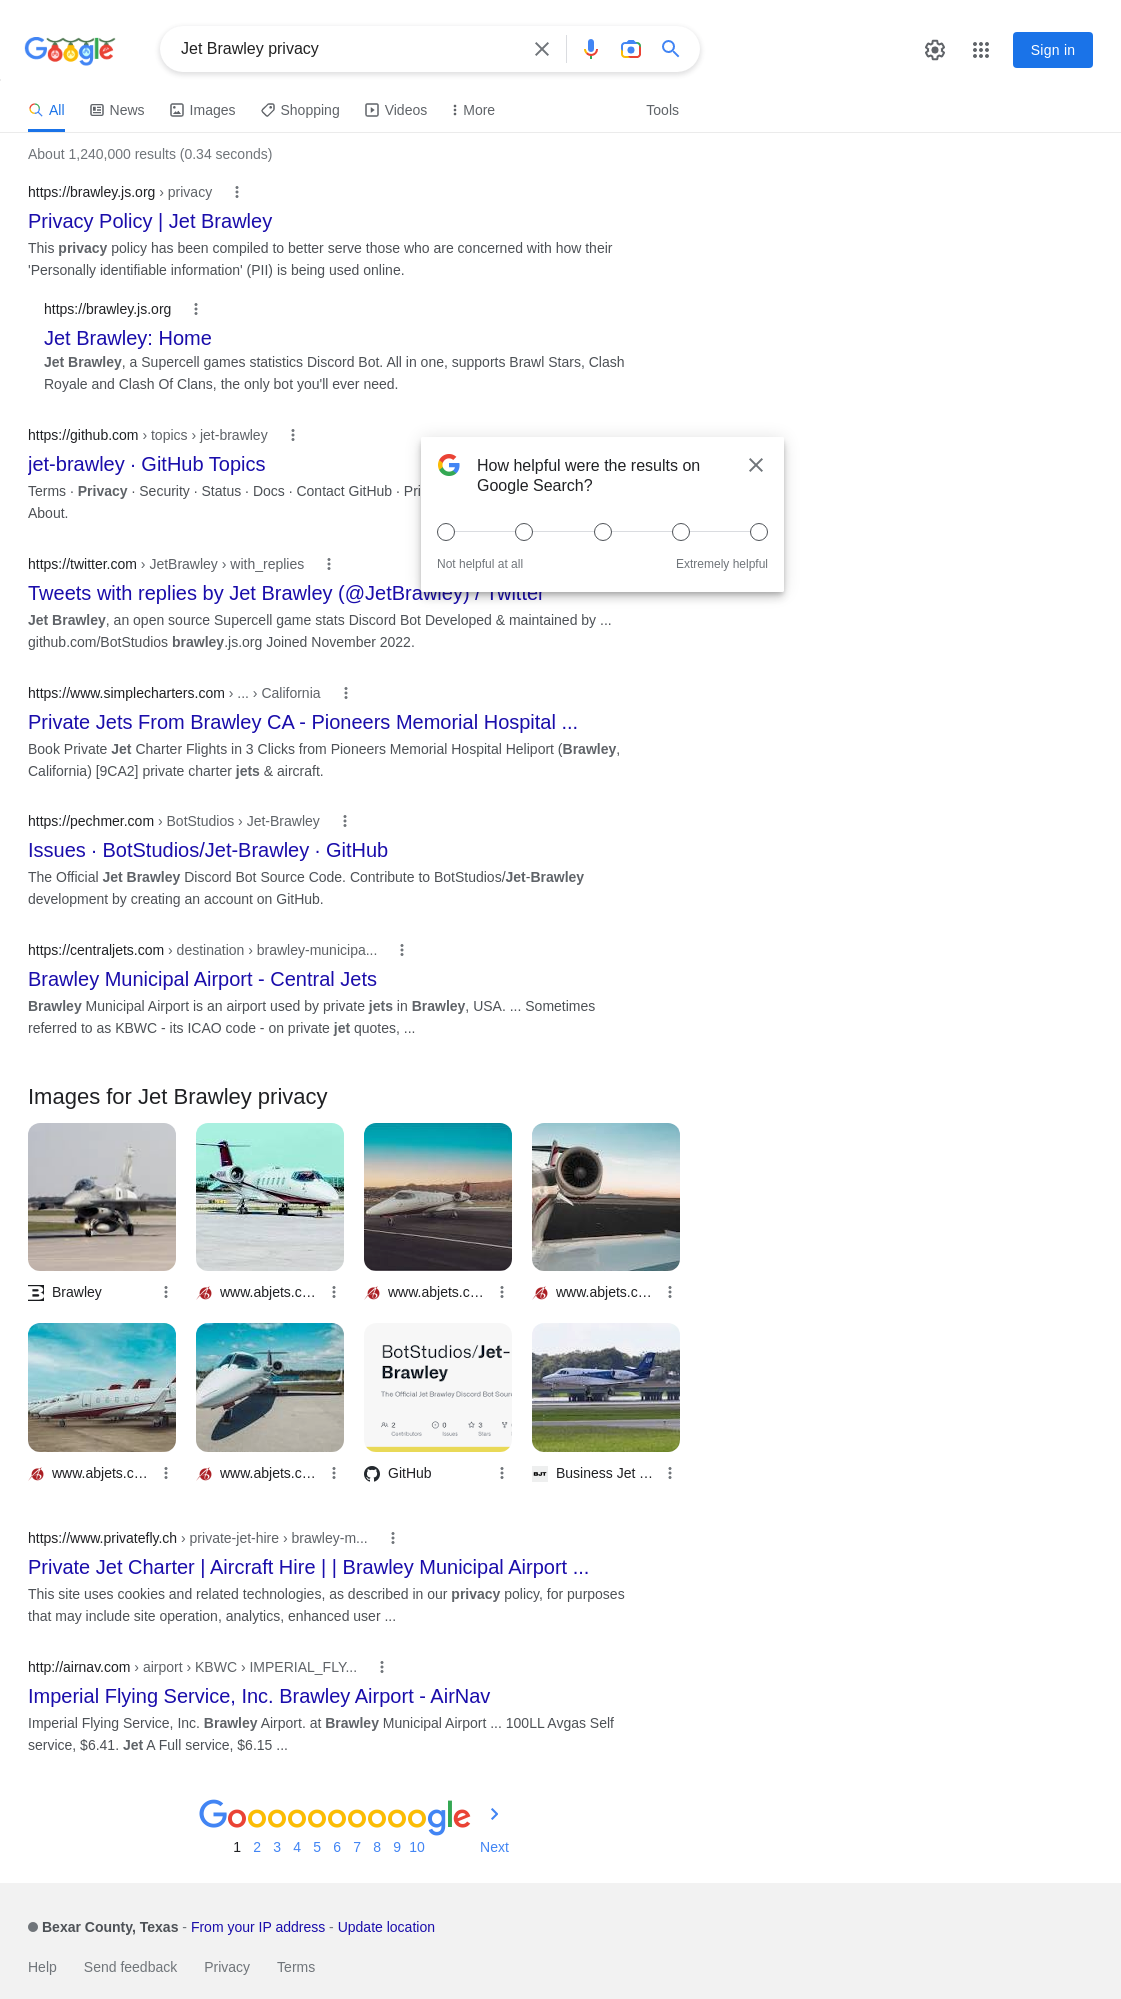 Google
Jet Brawley privacy
Sign in
All
News
Images
Shopping
Videos
More
Tools
About 1,240,000 results (0.34 seconds)
https://brawley.js.org › privacy
Privacy Policy | Jet Brawley
This privacy policy has been compiled to better serve those who are concerned with how their
'Personally identifiable information' (PII) is being used online.
https://brawley.js.org
Jet Brawley: Home
Jet Brawley, a Supercell games statistics Discord Bot. All in one, supports Brawl Stars, Clash
Royale and Clash Of Clans, the only bot you'll ever need.
https://github.com › topics › jet-brawley
jet-brawley · GitHub Topics
Terms · Privacy · Security · Status · Docs · Contact GitHub · Pri
About.
How helpful were the results on
Google Search?
Not helpful at all
Extremely helpful
https://twitter.com › JetBrawley › with_replies
Tweets with replies by Jet Brawley (@JetBrawley) / Twitter
Jet Brawley, an open source Supercell game stats Discord Bot Developed & maintained by ...
github.com/BotStudios brawley.js.org Joined November 2022.
https://www.simplecharters.com › ... › California
Private Jets From Brawley CA - Pioneers Memorial Hospital ...
Book Private Jet Charter Flights in 3 Clicks from Pioneers Memorial Hospital Heliport (Brawley,
California) [9CA2] private charter jets & aircraft.
https://pechmer.com › BotStudios › Jet-Brawley
Issues · BotStudios/Jet-Brawley · GitHub
The Official Jet Brawley Discord Bot Source Code. Contribute to BotStudios/Jet-Brawley
development by creating an account on GitHub.
https://centraljets.com › destination › brawley-municipa...
Brawley Municipal Airport - Central Jets
Brawley Municipal Airport is an airport used by private jets in Brawley, USA. ... Sometimes
referred to as KBWC - its ICAO code - on private jet quotes, ...
Images for Jet Brawley privacy
Brawley
www.abjets.c...
www.abjets.c...
www.abjets.c...
BotStudios/Jet-
Brawley
The Official Jet Brawley Discord Bot Sour
2
0
3
Contributors
Issues
Stars
www.abjets.c...
www.abjets.c...
GitHub
BJT
Business Jet ...
https://www.privatefly.ch › private-jet-hire › brawley-m...
Private Jet Charter | Aircraft Hire | | Brawley Municipal Airport ...
This site uses cookies and related technologies, as described in our privacy policy, for purposes
that may include site operation, analytics, enhanced user ...
http://airnav.com › airport › KBWC › IMPERIAL_FLY...
Imperial Flying Service, Inc. Brawley Airport - AirNav
Imperial Flying Service, Inc. Brawley Airport. at Brawley Municipal Airport ... 100LL Avgas Self
service, $6.41. Jet A Full service, $6.15 ...
Goooooooooogle
1 2 3 4 5 6 7 8 9 10 Next
Bexar County, Texas - From your IP address - Update location
Help
Send feedback
Privacy
Terms